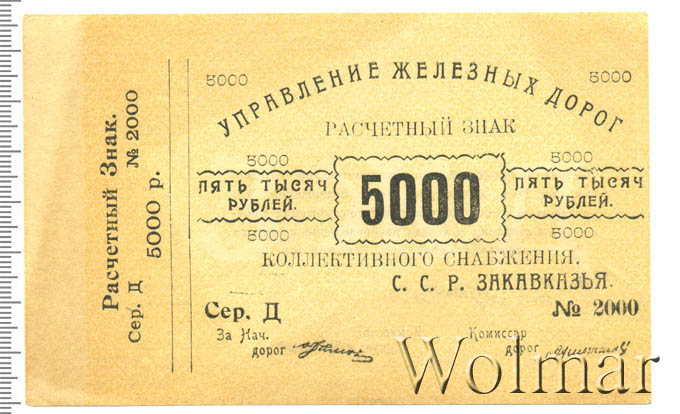 Расчетный Знак.
Сер. Д № 2000
5000 р.
5000 5000
УПРАВЛЕНИЕ ЖЕЛЕЗНЫХ ДОРОГ
РАСЧЕТНЫЙ ЗНАК
5000 5000
ПЯТЬ ТЫСЯЧ РУБЛЕЙ.
5000
ПЯТЬ ТЫСЯЧ РУБЛЕЙ.
5000 5000
КОЛЛЕКТИВНОГО СНАБЖЕНИЯ.
С. С. Р. ЗАКАВКАЗЬЯ.
Сер. Д № 2000
За Нач. дорог
Комиссар дорог
Wolmar